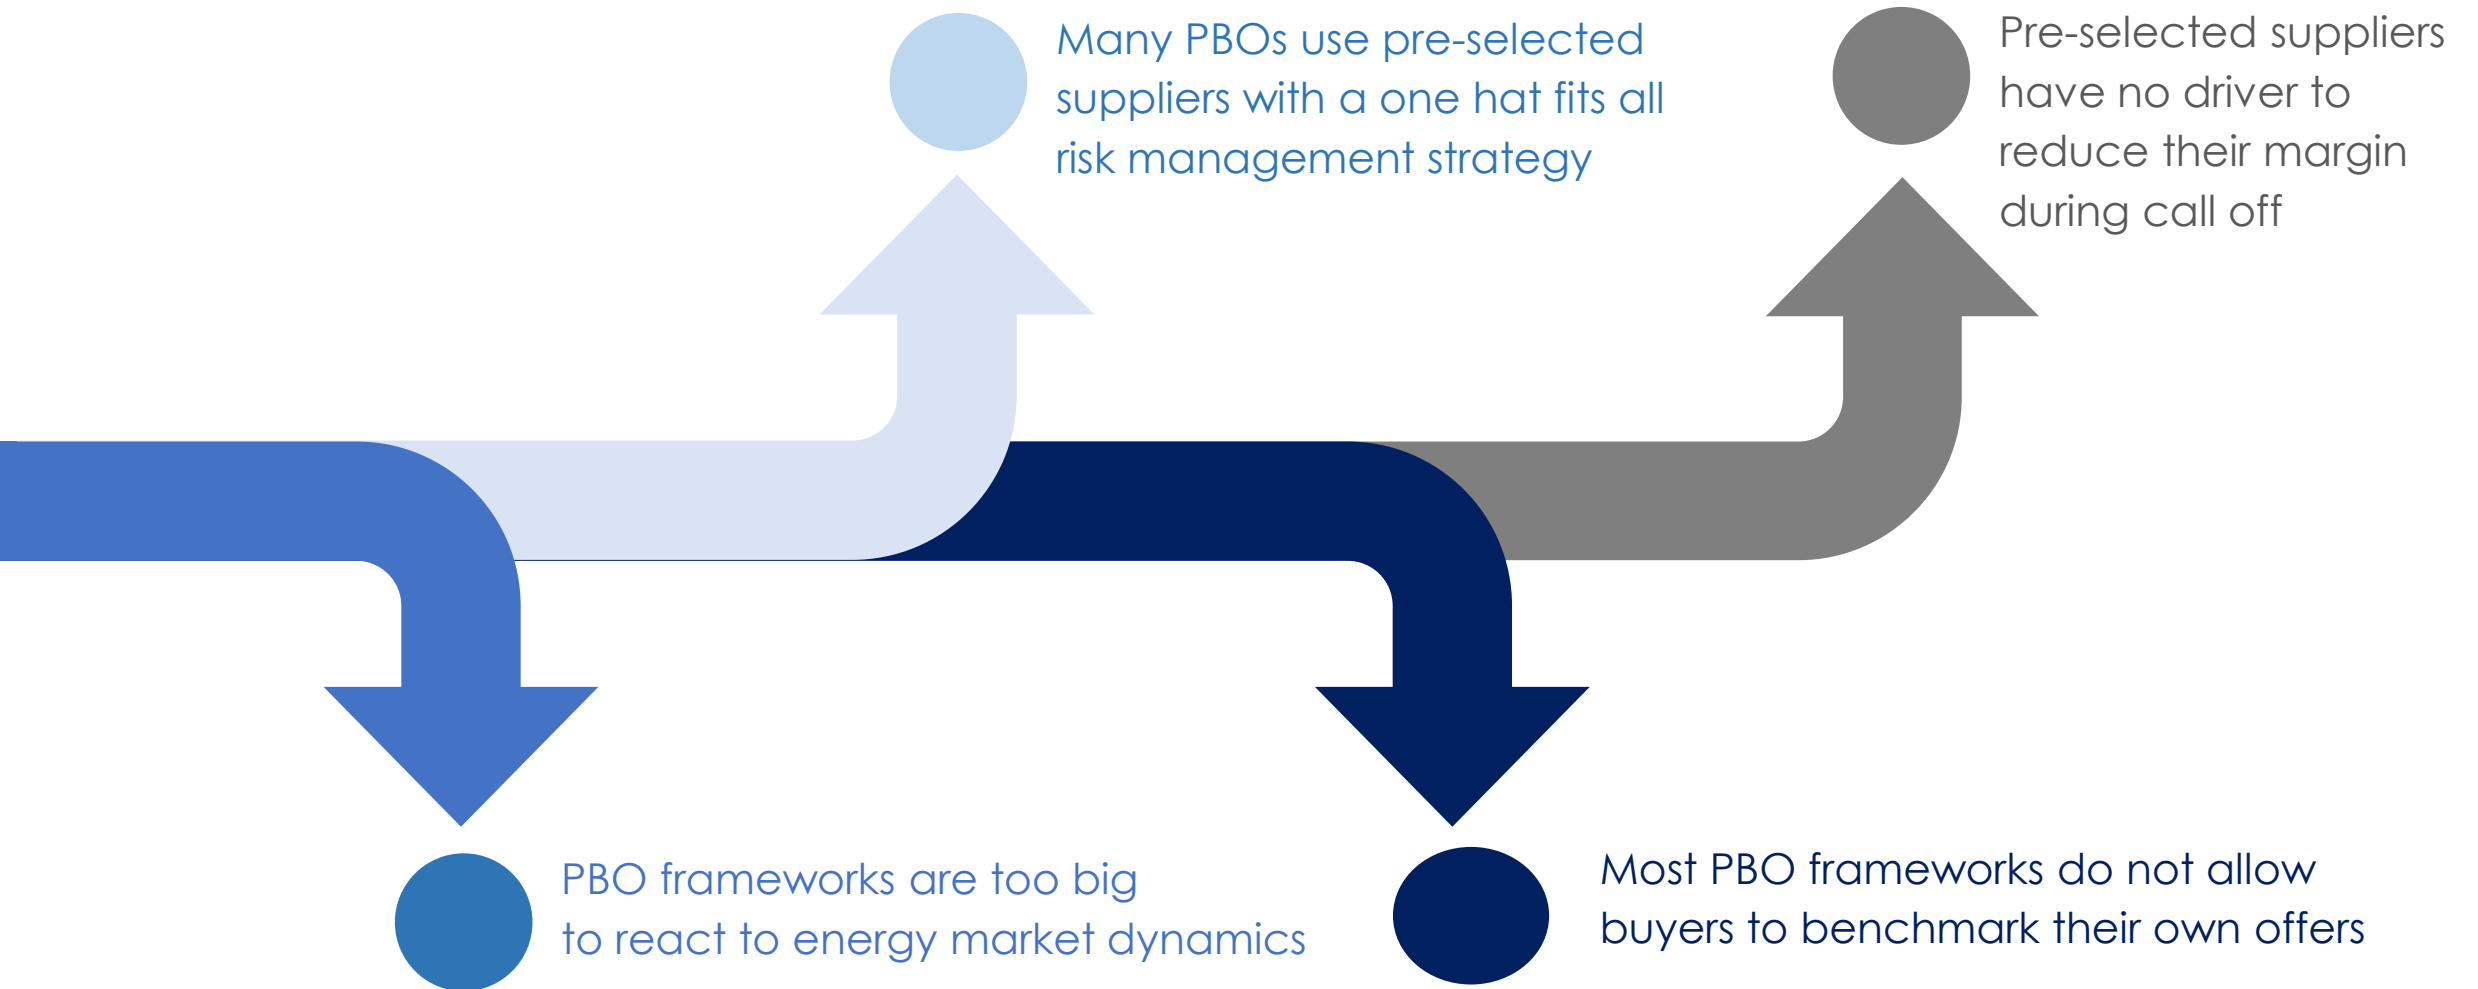 Many PBOs use pre-selected
suppliers with a one hat fits all
risk management strategy
Pre-selected suppliers
have no driver to
reduce their margin
during call off
PBO frameworks are too big
to react to energy market dynamics
Most PBO frameworks do not allow
buyers to benchmark their own offers